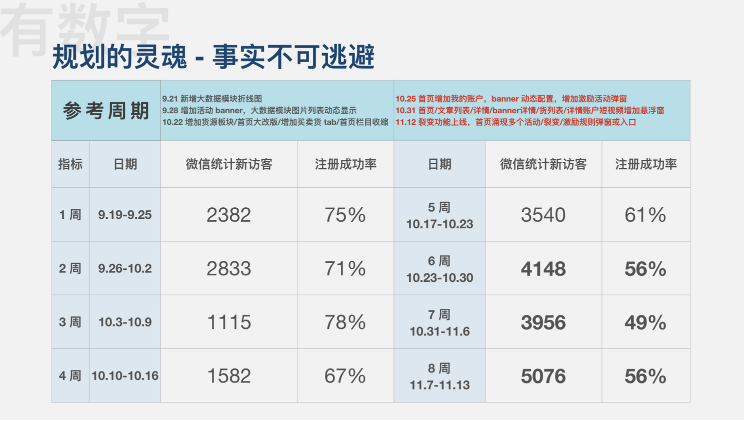 有数字
规划的灵魂 - 事实不可逃避
参考周期
9.21 新增大数据模块折线图
9.28 增加活动 banner，大数据模块图片列表动态显示
10.22 增加货源板块/首页大改版/增加买卖货 tab/首页栏目收缩
10.25 首页增加我的账户，banner 动态配置，增加激励活动弹窗
10.31 首页/文章列表/详情/banner详情/货列表/详情账户短视频增加悬浮窗
11.12 裂变功能上线，首页涌现多个活动/裂变/激励规则弹窗或入口
指标 日期 微信统计新访客 注册成功率 日期 微信统计新访客 注册成功率
1 周 9.19-9.25 2382 75% 5 周 3540 61%
10.17-10.23
2 周 9.26-10.2 2833 71% 6 周 4148 56%
10.23-10.30
3 周 10.3-10.9 1115 78% 7 周 3956 49%
10.31-11.6
4 周 10.10-10.16 1582 67% 8 周 5076 56%
11.7-11.13